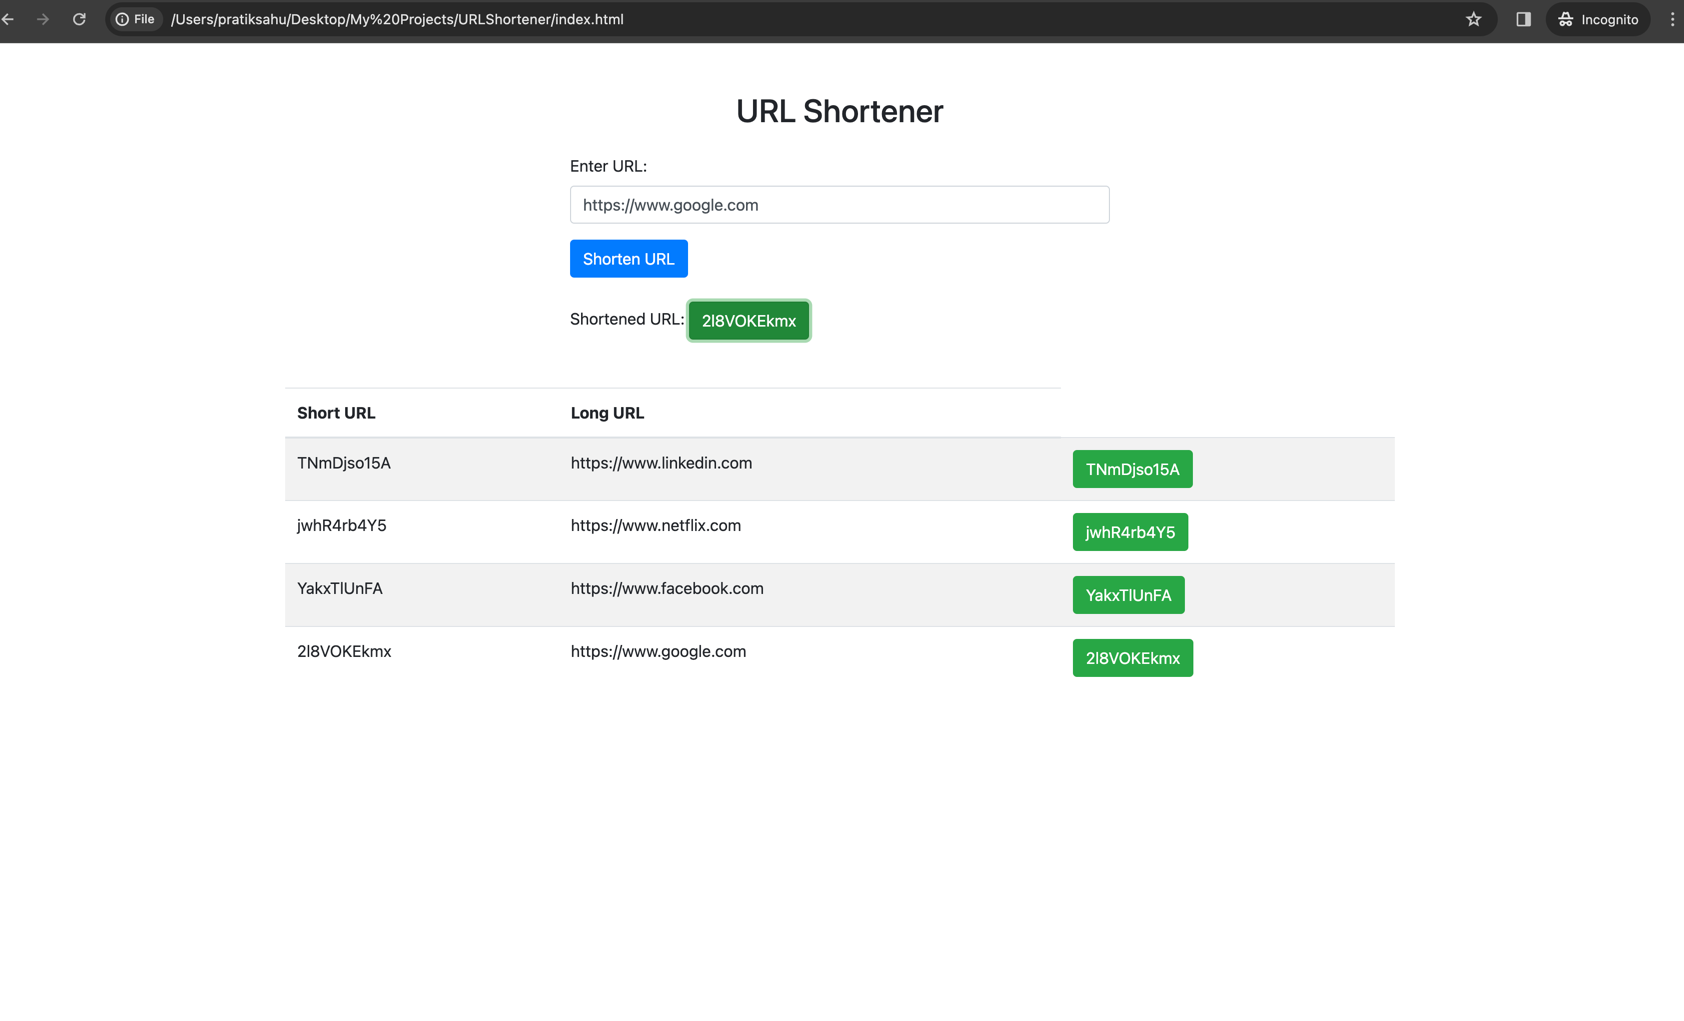 File /Users/pratiksahu/Desktop/My%20Projects/URLShortener/index.html Incognito
URL Shortener
Enter URL:
https://www.google.com
Shorten URL
Shortened URL: 2l8VOKEkmx
Short URL Long URL
TNmDjso15A https://www.linkedin.com TNmDjso15A
jwhR4rb4Y5 https://www.netflix.com jwhR4rb4Y5
YakxTlUnFA https://www.facebook.com YakxTlUnFA
2l8VOKEkmx https://www.google.com 2l8VOKEkmx